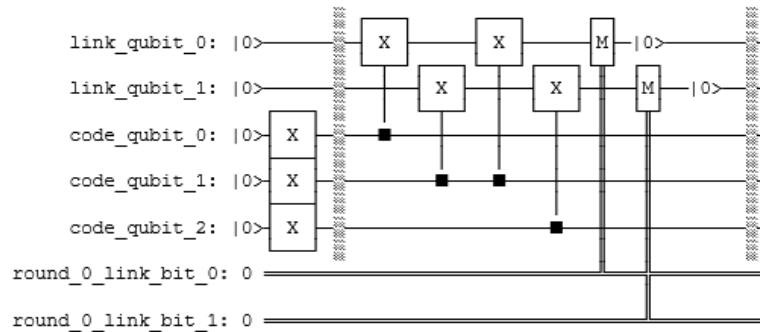 link_qubit_0: |0> X X M |0>
link_qubit_1: |0> X X M |0>
code_qubit_0: |0> X
code_qubit_1: |0> X
code_qubit_2: |0> X
round_0_link_bit_0: 0
round_0_link_bit_1: 0